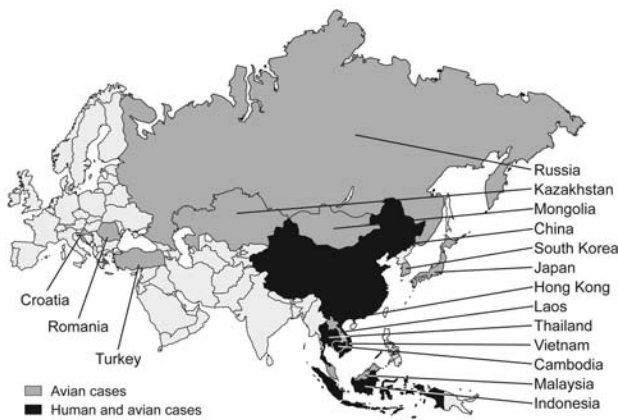 Russia
Kazakhstan
Mongolia
China
South Korea
Japan
Hong Kong
Laos
Thailand
Vietnam
Cambodia
Malaysia
Indonesia
Croatia
Romania
Turkey
Avian cases
Human and avian cases